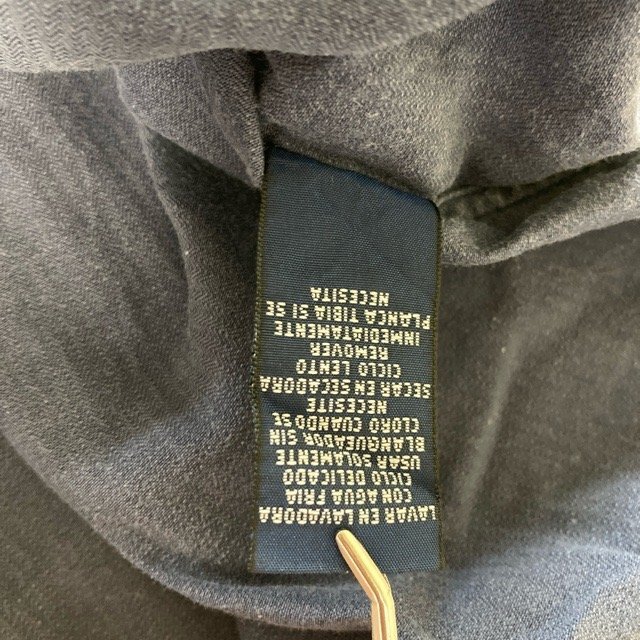 LAVAR EN LAVADORA
CON AGUA FRIA
CICLO DELICADO
USAR SOLAMENTE
BLANQUEADOR SIN
CLORO CUANDO SE
NECESITE
SECAR EN SECADORA
CICLO LENTO
REMOVER
INMEDIATAMENTE
PLANCA TIBIA SI SE
NECESITA